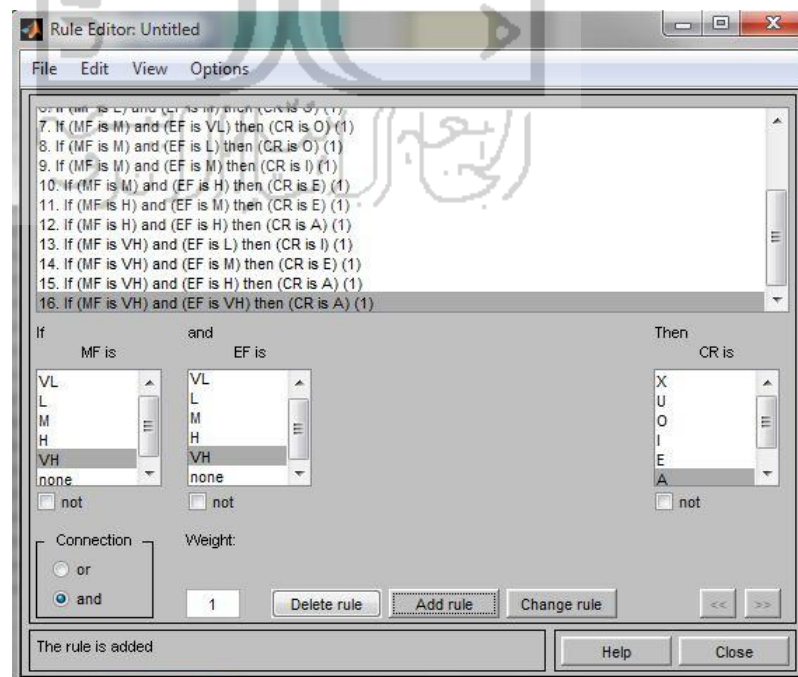 Rule Editor: Untitled
File Edit View Options
7. If (MF is M) and (EF is VL) then (CR is O) (1)
8. If (MF is M) and (EF is L) then (CR is O) (1)
9. If (MF is M) and (EF is M) then (CR is I) (1)
10. If (MF is M) and (EF is H) then (CR is E) (1)
11. If (MF is H) and (EF is M) then (CR is E) (1)
12. If (MF is H) and (EF is H) then (CR is A) (1)
13. If (MF is VH) and (EF is L) then (CR is I) (1)
14. If (MF is VH) and (EF is M) then (CR is E) (1)
15. If (MF is VH) and (EF is H) then (CR is A) (1)
16. If (MF is VH) and (EF is VH) then (CR is A) (1)
If
MF is
VL
L
M
H
VH
none
not
and
EF is
VL
L
M
H
VH
none
not
Then
CR is
X
U
O
I
E
A
not
Connection
or
and
Weight:
1
Delete rule
Add rule
Change rule
<<
>>
The rule is added
Help
Close